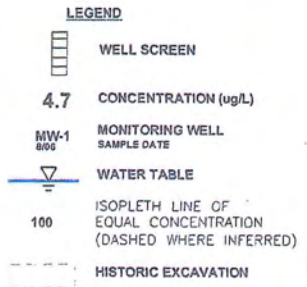 LEGEND
WELL SCREEN
4.7 CONCENTRATION (ug/L)
MW-1 MONITORING WELL
8/06 SAMPLE DATE
WATER TABLE
ISOPLETH LINE OF
100 EQUAL CONCENTRATION
(DASHED WHERE INFERRED)
HISTORIC EXCAVATION